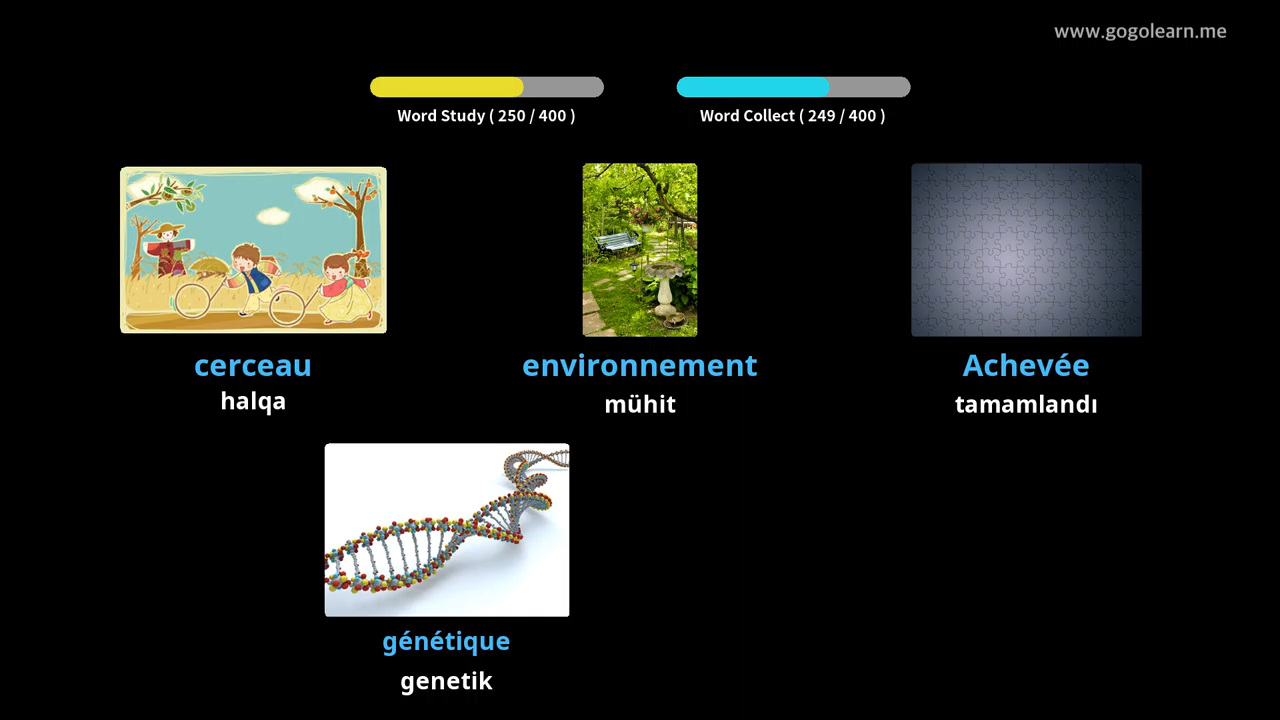 www.gogolearn.me
Word Study ( 250 / 400 )
Word Collect ( 249 / 400 )
cerceau
halqa
environnement
mühit
Achevée
tamamlandı
génétique
genetik